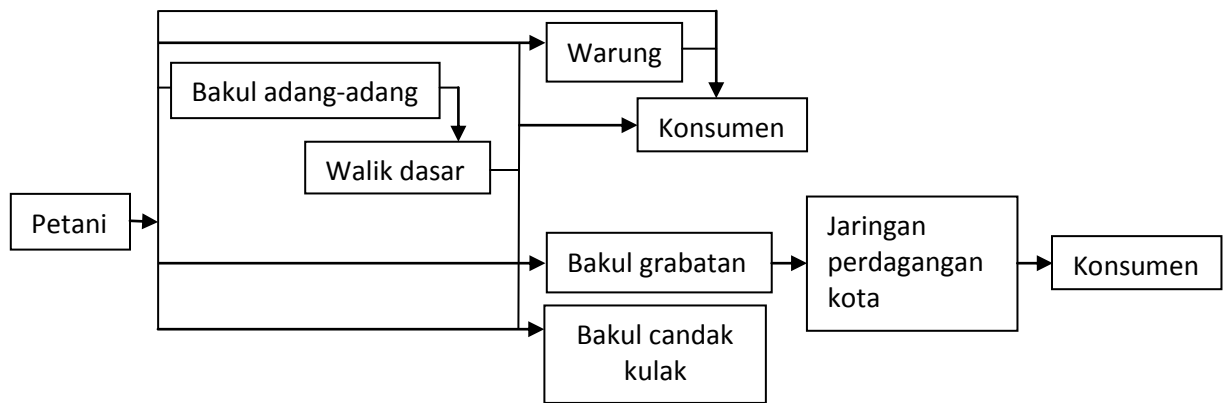 Warung
Bakul adang-adang
Konsumen
Walik dasar
Petani
Bakul grabatan
Jaringan
perdagangan
kota
Konsumen
Bakul candak
kulak